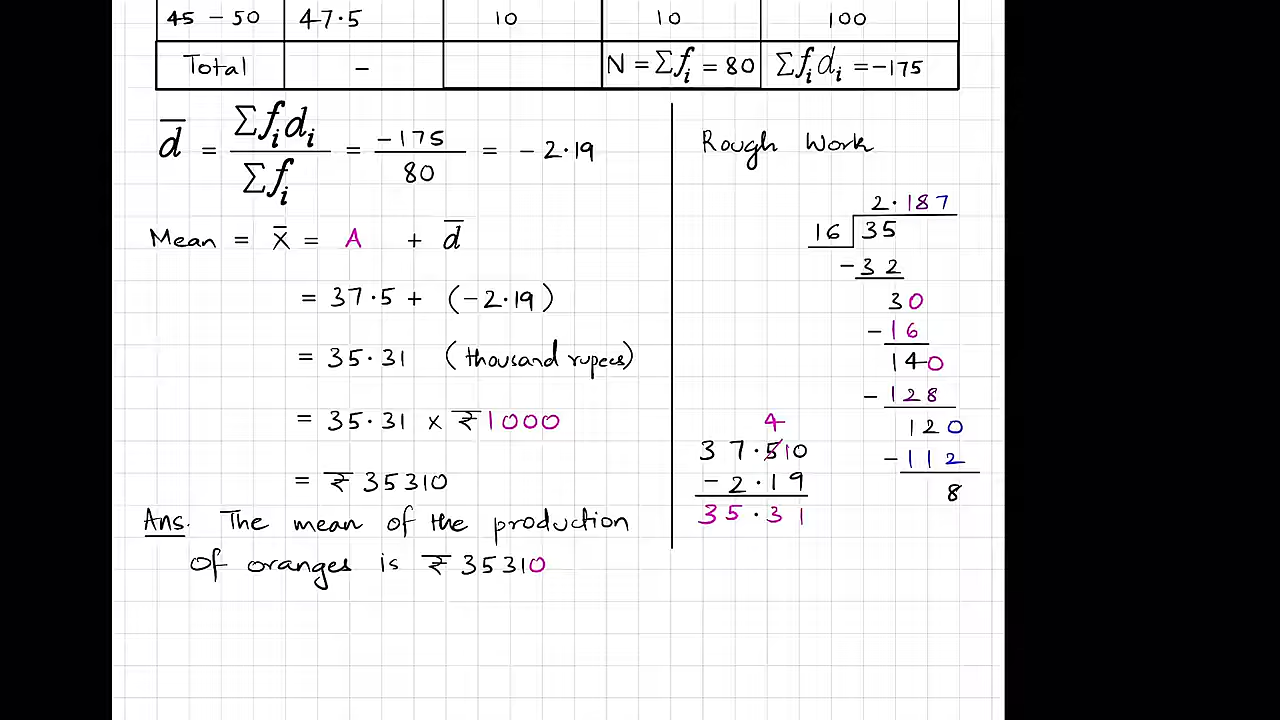 45 – 50 47·5 10 10 100
Total – N = Σfi = 80 Σfidi = –175
d̅ = Σfidi / Σfi = –175 / 80 = – 2·19
Mean = x̅ = A + d̅
= 37·5 + (–2·19)
= 35·31 (thousand rupees)
= 35·31 × ₹1000
= ₹ 35310
Ans. The mean of the production
of oranges is ₹ 35310
Rough Work
2·187
16 35
–32
30
–16
140
–128
120
–112
8
4
37·510
–2·19
35·31